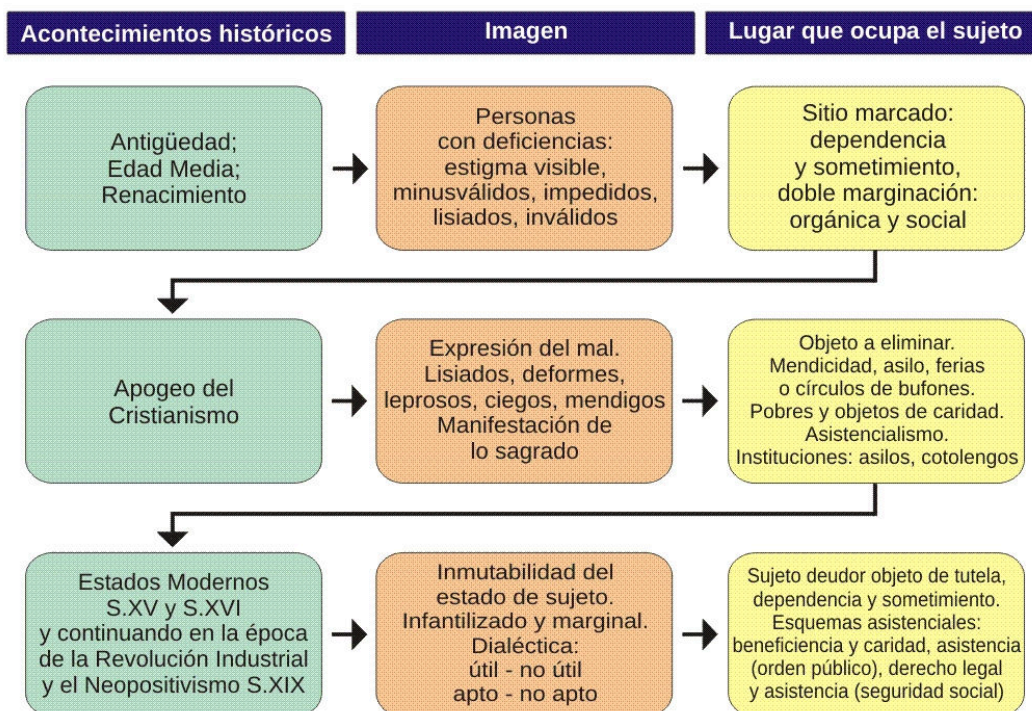 Acontecimientos históricos
Imagen
Lugar que ocupa el sujeto
Antigüedad;
Edad Media;
Renacimiento
Personas
con deficiencias:
estigma visible,
minusválidos, impedidos,
lisiados, inválidos
Sitio marcado:
dependencia
y sometimiento,
doble marginación:
orgánica y social
Apogeo del
Cristianismo
Expresión del mal.
Lisiados, deformes,
leprosos, ciegos, mendigos
Manifestación de
lo sagrado
Objeto a eliminar.
Mendicidad, asilo, ferias
o círculos de bufones.
Pobres y objetos de caridad.
Asistencialismo.
Instituciones: asilos, cotolengos
Estados Modernos
S.XV y S.XVI
y continuando en la época
de la Revolución Industrial
y el Neopositivismo S.XIX
Inmutabilidad del
estado de sujeto.
Infantilizado y marginal.
Dialéctica:
útil - no útil
apto - no apto
Sujeto deudor objeto de tutela,
dependencia y sometimiento.
Esquemas asistenciales:
beneficiencia y caridad, asistencia
(orden público), derecho legal
y asistencia (seguridad social)